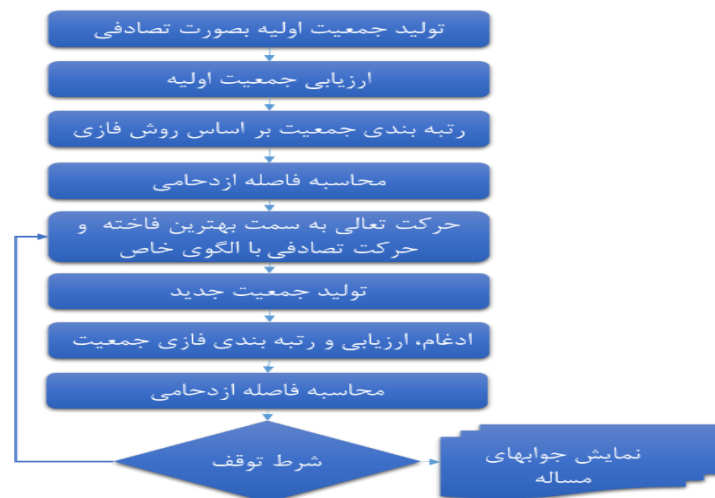 تولید جمعیت اولیه بصورت تصادفی
ارزیابی جمعیت اولیه
رتبه بندی جمعیت بر اساس روش فازی
محاسبه فاصله ازدحامی
حرکت تعالی به سمت بهترین فاخته و
حرکت تصادفی با الگوی خاص
تولید جمعیت جدید
ادغام، ارزیابی و رتبه بندی فازی جمعیت
محاسبه فاصله ازدحامی
شرط توقف
نمایش جوابهای
مساله